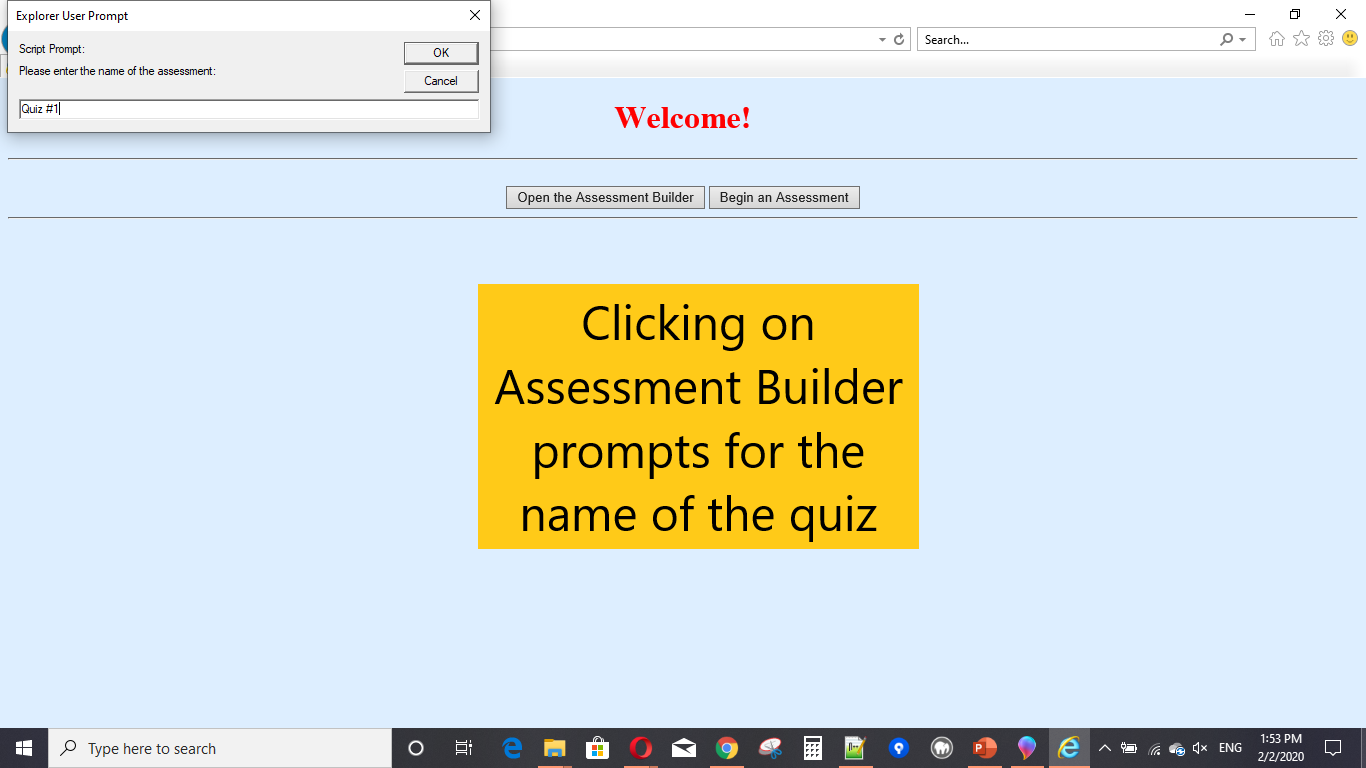 Explorer User Prompt
Script Prompt:
OK
Please enter the name of the assessment:
Cancel
Quiz #1
Search...
Welcome!
Open the Assessment Builder Begin an Assessment
Clicking on
Assessment Builder
prompts for the
name of the quiz
Type here to search
ENG
1:53 PM
2/2/2020